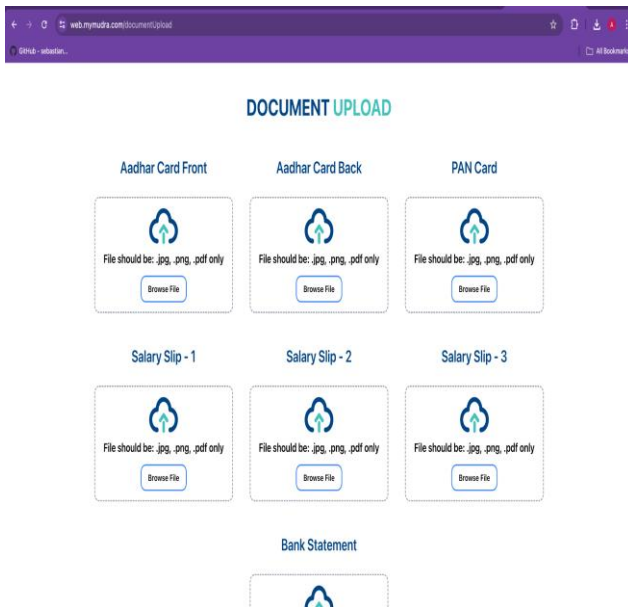 web.mymudra.com/documentUpload
GitHub - sebastian...
All Bookmarks
DOCUMENT UPLOAD
Aadhar Card Front
Aadhar Card Back
PAN Card
File should be: .jpg, .png, .pdf only
File should be: .jpg, .png, .pdf only
File should be: .jpg, .png, .pdf only
Browse File
Browse File
Browse File
Salary Slip - 1
Salary Slip - 2
Salary Slip - 3
File should be: .jpg, .png, .pdf only
File should be: .jpg, .png, .pdf only
File should be: .jpg, .png, .pdf only
Browse File
Browse File
Browse File
Bank Statement